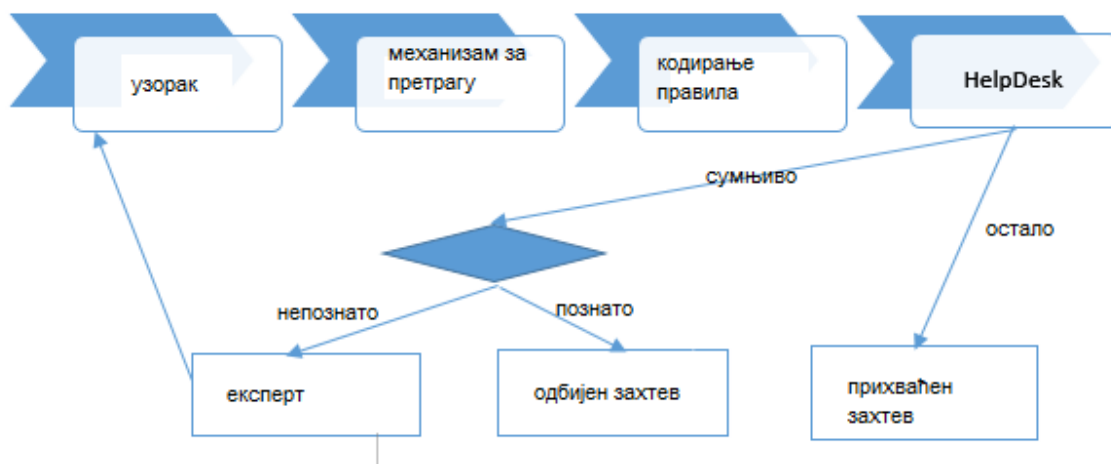 узорак
механизам за
претрагу
кодирање
правила
HelpDesk
сумњиво
остало
непознато
познато
експерт
одбијен захтев
прихваћен
захтев